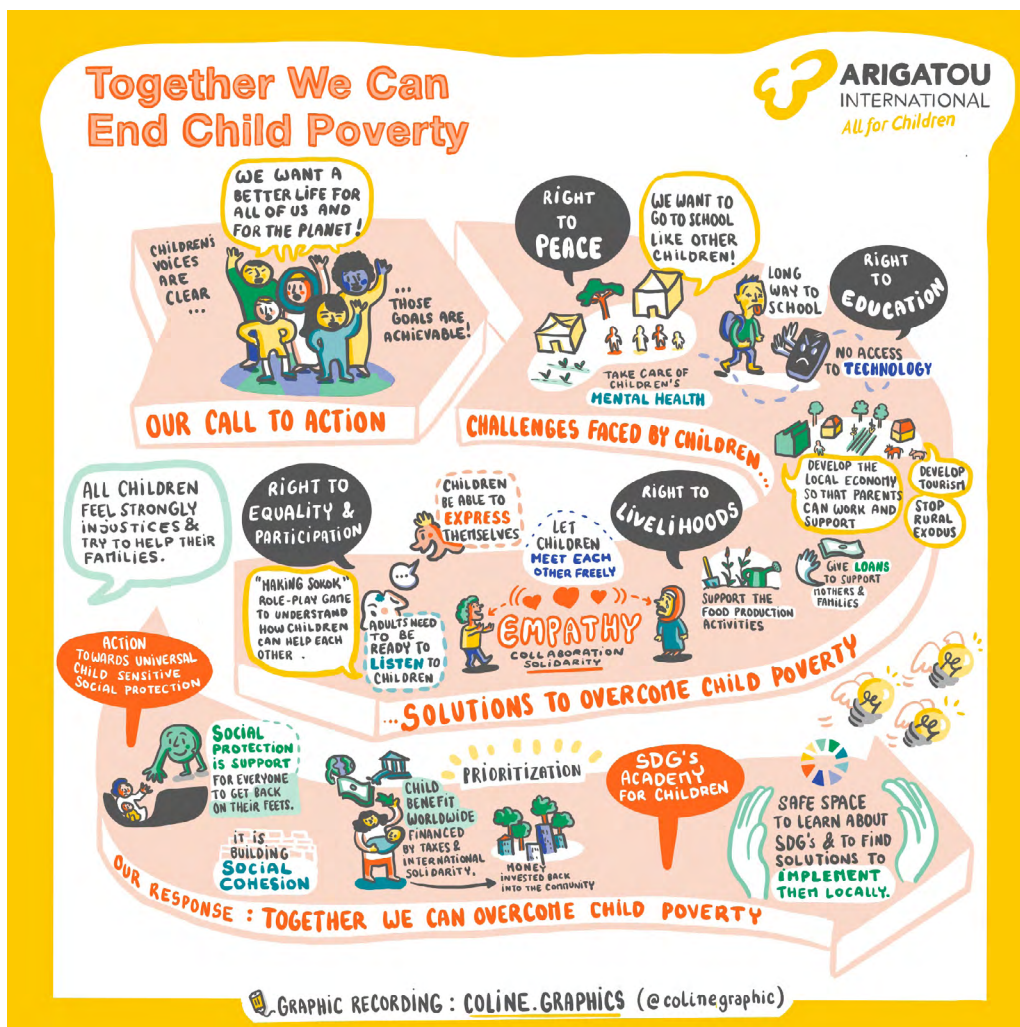 Together We Can
End Child Poverty
ARIGATOU
INTERNATIONAL
All for Children
WE WANT A
BETTER LIFE FOR
ALL OF US AND
FOR THE PLANET!
CHILDREN'S
VOICES
ARE
CLEAR
...
...
THOSE
GOALS ARE
ACHIEVABLE!
OUR CALL TO ACTION
RIGHT
TO
PEACE
WE WANT TO
GO TO SCHOOL
LIKE OTHER
CHILDREN!
LONG
WAY TO
SCHOOL
RIGHT
TO
EDUCATION
NO ACCESS
TO TECHNOLOGY
TAKE CARE OF
CHILDREN'S
MENTAL HEALTH
CHALLENGES FACED BY CHILDREN...
DEVELOP THE
LOCAL ECONOMY
SO THAT PARENTS
CAN WORK AND
SUPPORT
DEVELOP
TOURISM
STOP
RURAL
EXODUS
RIGHT TO
LIVELIHOODS
GIVE LOANS
TO SUPPORT
MOTHERS &
FAMILIES
SUPPORT THE
FOOD PRODUCTION
ACTIVITIES
LET
CHILDREN
MEET EACH
OTHER FREELY
EMPATHY
COLLABORATION
SOLIDARITY
CHILDREN
BE ABLE TO
EXPRESS
THEMSELVES
ADULTS NEED
TO BE
READY TO
LISTEN TO
CHILDREN
RIGHT TO
EQUALITY &
PARTICIPATION
"MAKING SOKOK"
ROLE-PLAY GAME
TO UNDERSTAND
HOW CHILDREN
CAN HELP EACH
OTHER.
ALL CHILDREN
FEEL STRONGLY
INJUSTICES &
TRY TO HELP THEIR
FAMILIES.
...SOLUTIONS TO OVERCOME CHILD POVERTY
ACTION
TOWARDS UNIVERSAL
CHILD SENSITIVE
SOCIAL PROTECTION
SOCIAL
PROTECTION
IS SUPPORT
FOR EVERYONE
TO GET BACK
ON THEIR FEETS.
IT IS
BUILDING
SOCIAL
COHESION
CHILD
BENEFIT
WORLDWIDE
FINANCED
BY TAXES &
INTERNATIONAL
SOLIDARITY.
PRIORITIZATION
MONEY
INVESTED BACK
INTO THE COMMUNITY
SDG's
ACADEMY
FOR CHILDREN
SAFE SPACE
TO LEARN ABOUT
SDG's & TO FIND
SOLUTIONS TO
IMPLEMENT
THEM LOCALLY.
OUR RESPONSE : TOGETHER WE CAN OVERCOME CHILD POVERTY
GRAPHIC RECORDING : COLINE.GRAPHICS (@colinegraphic)